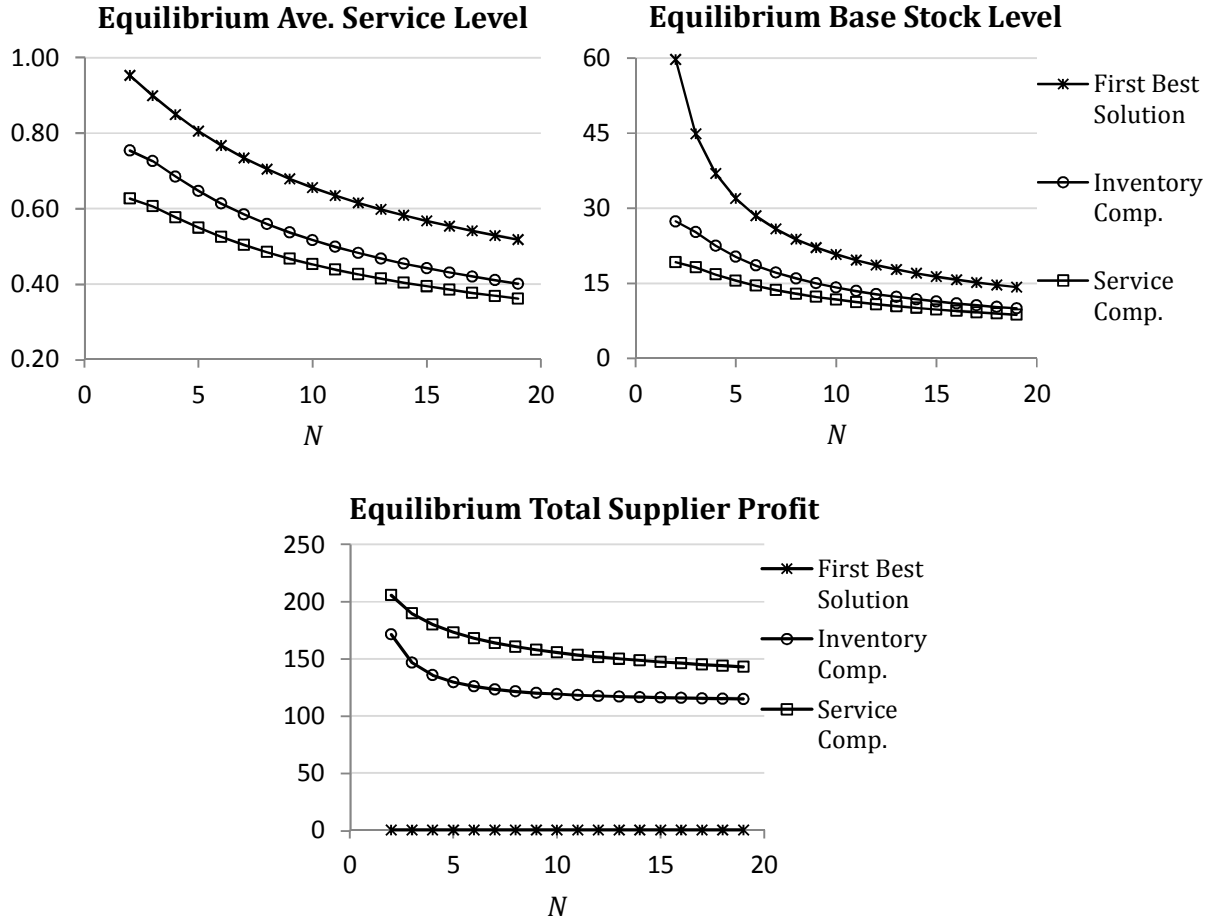 Equilibrium Ave. Service Level
1.00
0.80
0.60
0.40
0.20
0
5
10
15
20
N
Equilibrium Base Stock Level
60
45
30
15
0
0
5
10
15
20
N
First Best
Solution
Inventory
Comp.
Service
Comp.
Equilibrium Total Supplier Profit
250
200
150
100
50
0
0
5
10
15
20
N
First Best
Solution
Inventory
Comp.
Service
Comp.